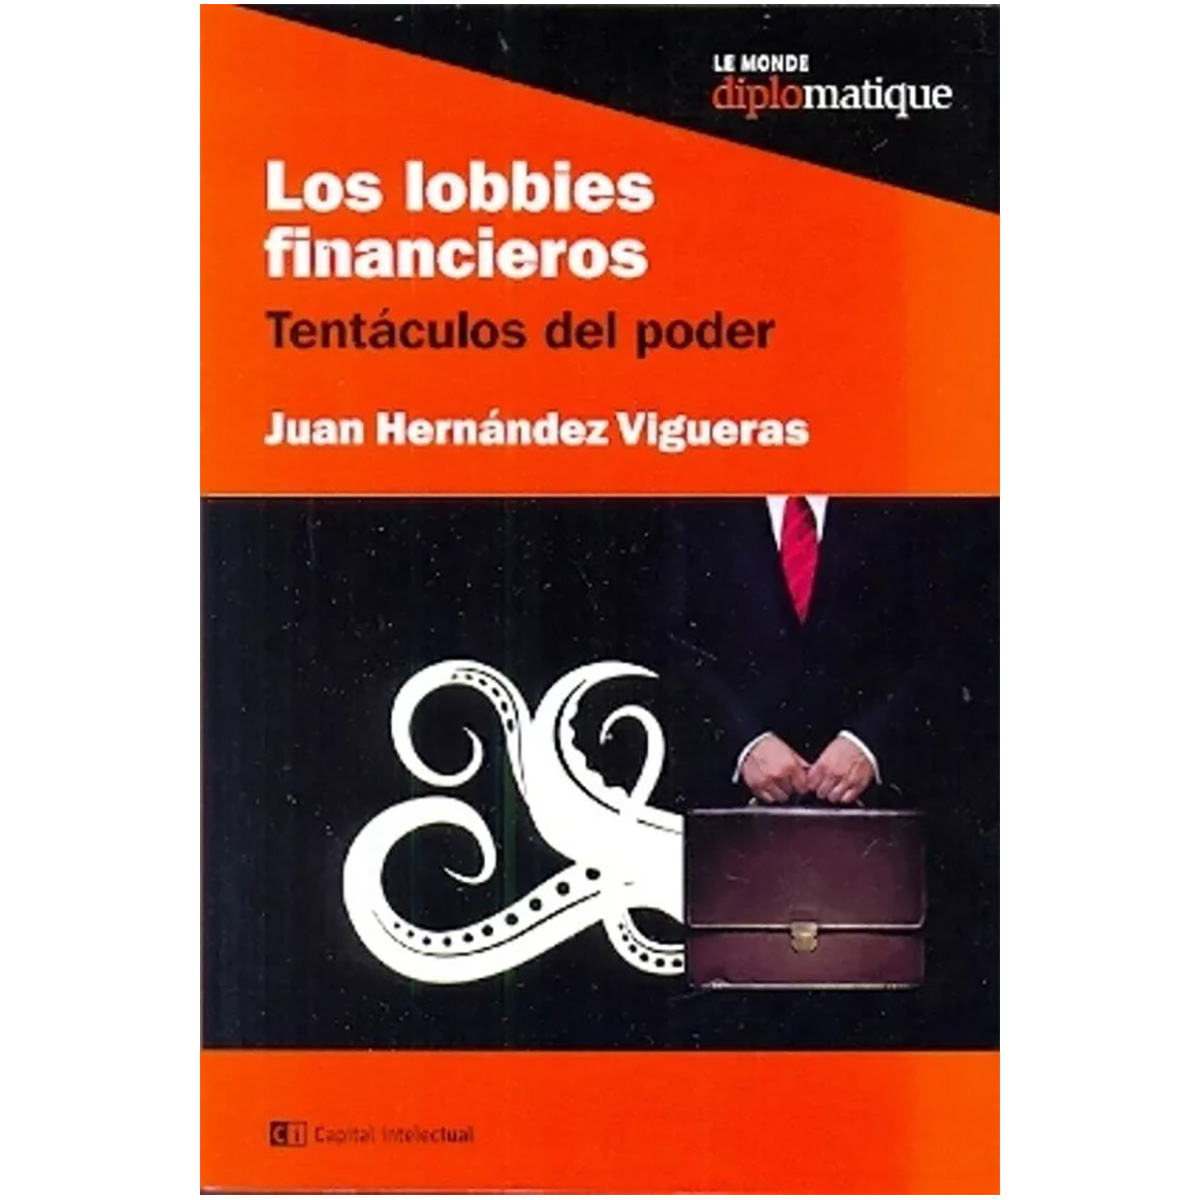 LE MONDE
diplomatique
Los lobbies
financieros
Tentáculos del poder
Juan Hernández Vigueras
Ci Capital intelectual